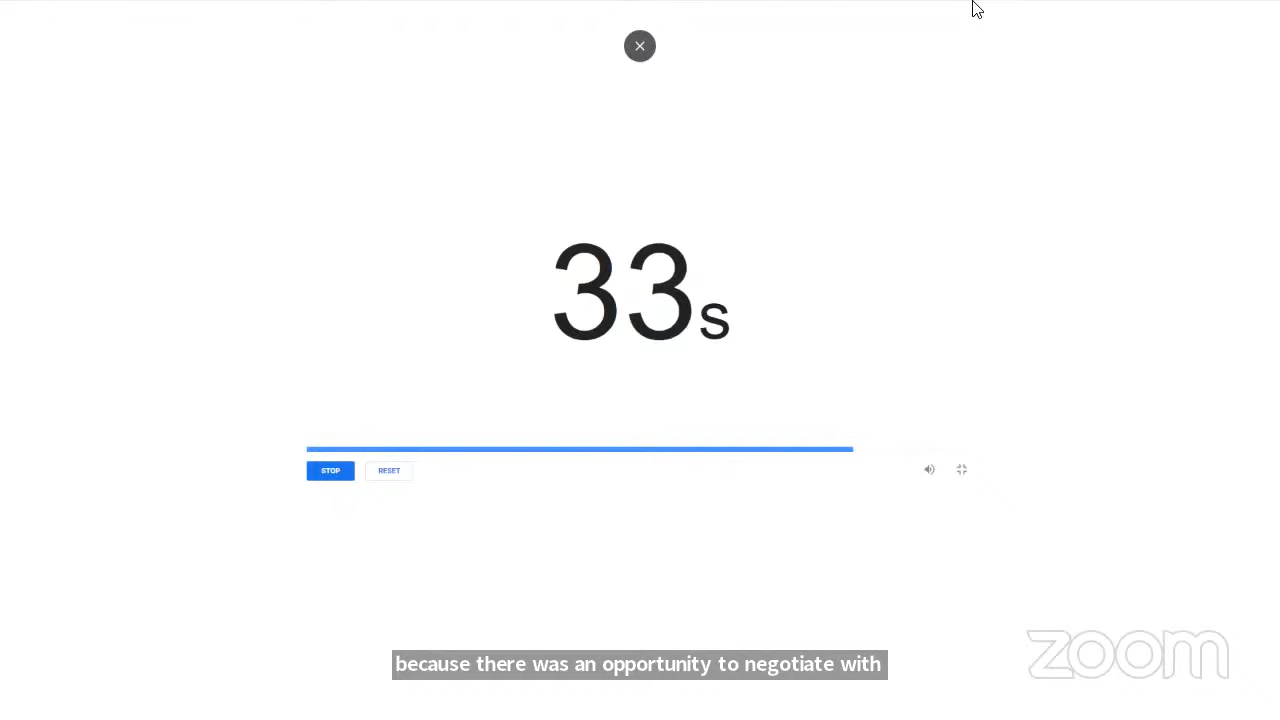 33s
STOP RESET
because there was an opportunity to negotiate with
zoom